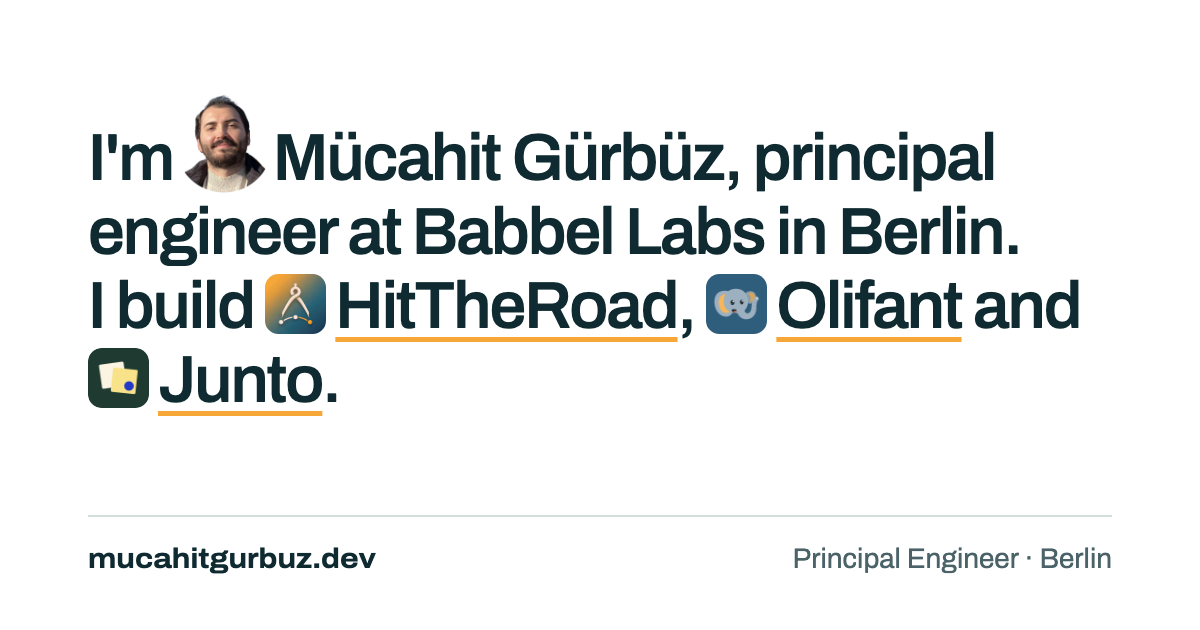 I'm Mücahit Gürbüz, principal
engineer at Babbel Labs in Berlin.
I build HitTheRoad, Olifant and
Junto.
mucahitgurbuz.dev
Principal Engineer · Berlin